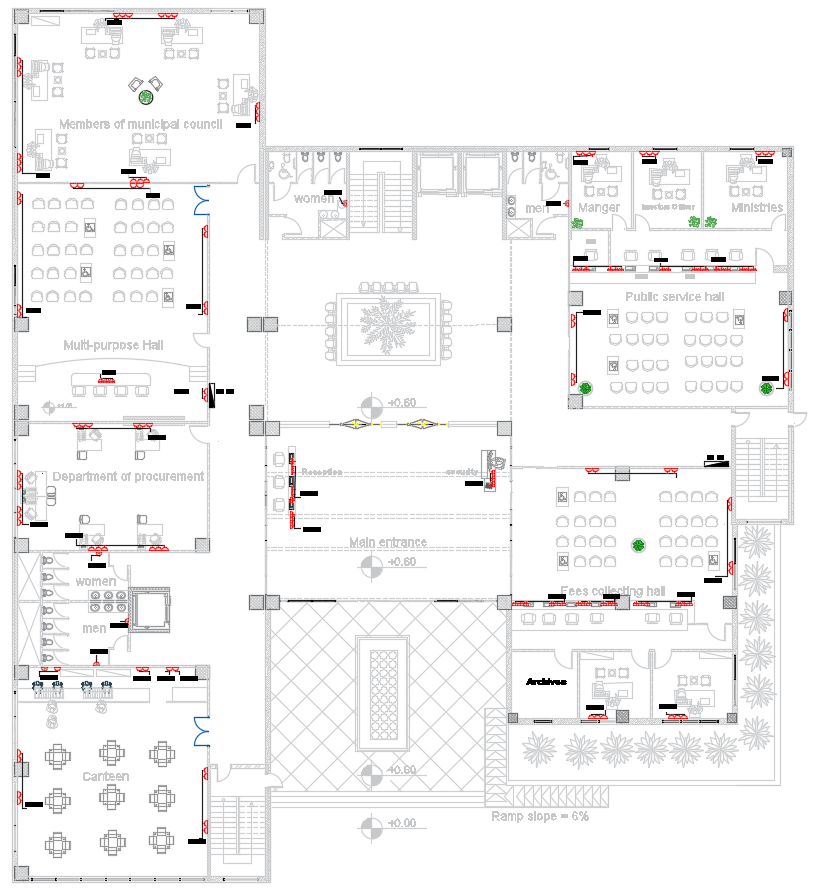 Members of municipal council
women
men
Manger
Ministries
Public service hall
Multi-purpose Hall
+0.60
Department of procurement
Reception
security
Main entrance
+0.60
women
men
Fees collecting hall
Archives
Canteen
+0.60
Ramp slope = 6%
+0.00